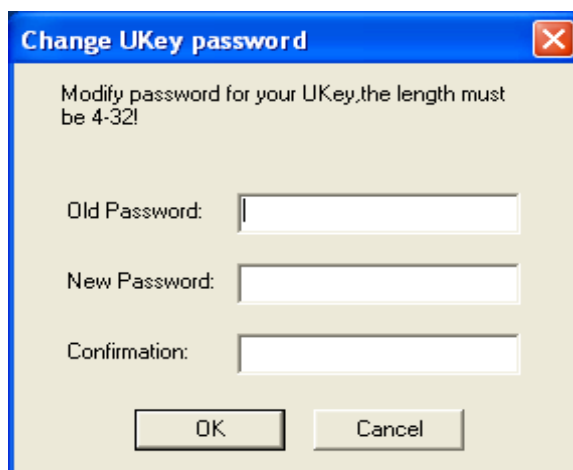 Change UKey password
Modify password for your UKey,the length must
be 4-32!
Old Password:
New Password:
Confirmation:
OK
Cancel